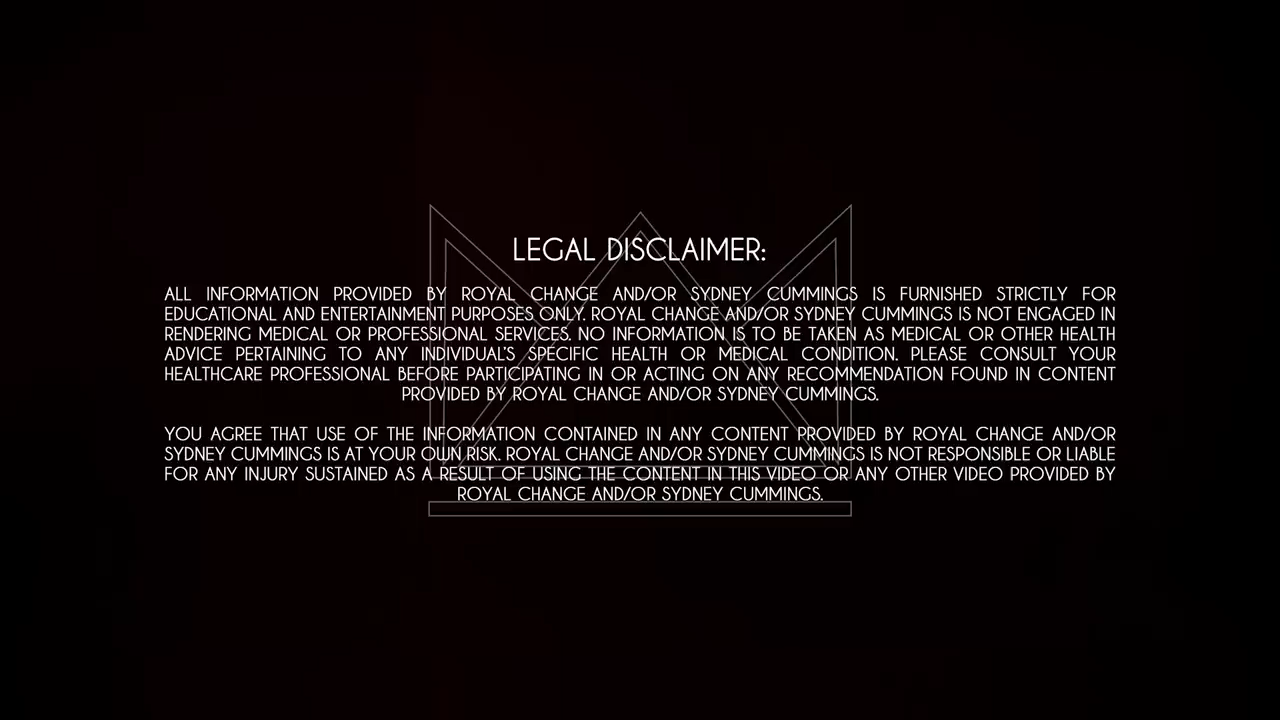 LEGAL DISCLAIMER:
ALL INFORMATION PROVIDED BY ROYAL CHANGE AND/OR SYDNEY CUMMINGS IS FURNISHED STRICTLY FOR
EDUCATIONAL AND ENTERTAINMENT PURPOSES ONLY. ROYAL CHANGE AND/OR SYDNEY CUMMINGS IS NOT ENGAGED IN
RENDERING MEDICAL OR PROFESSIONAL SERVICES. NO INFORMATION IS TO BE TAKEN AS MEDICAL OR OTHER HEALTH
ADVICE PERTAINING TO ANY INDIVIDUAL'S SPECIFIC HEALTH OR MEDICAL CONDITION. PLEASE CONSULT YOUR
HEALTHCARE PROFESSIONAL BEFORE PARTICIPATING IN OR ACTING ON ANY RECOMMENDATION FOUND IN CONTENT
PROVIDED BY ROYAL CHANGE AND/OR SYDNEY CUMMINGS.
YOU AGREE THAT USE OF THE INFORMATION CONTAINED IN ANY CONTENT PROVIDED BY ROYAL CHANGE AND/OR
SYDNEY CUMMINGS IS AT YOUR OWN RISK. ROYAL CHANGE AND/OR SYDNEY CUMMINGS IS NOT RESPONSIBLE OR LIABLE
FOR ANY INJURY SUSTAINED AS A RESULT OF USING THE CONTENT IN THIS VIDEO OR ANY OTHER VIDEO PROVIDED BY
ROYAL CHANGE AND/OR SYDNEY CUMMINGS.